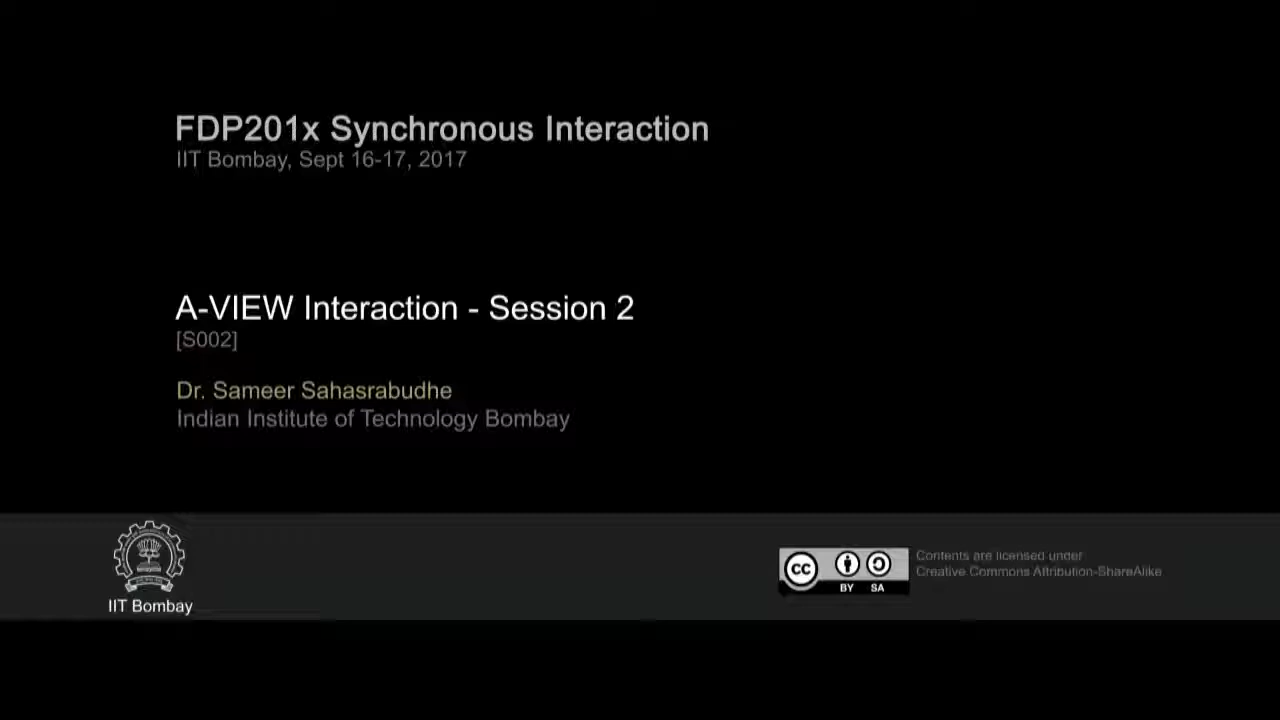 FDP201x Synchronous Interaction
IIT Bombay, Sept 16-17, 2017
A-VIEW Interaction - Session 2
[S002]
Dr. Sameer Sahasrabudhe
Indian Institute of Technology Bombay
IIT Bombay
cc
BY SA
Contents are licensed under
Creative Commons Attribution-ShareAlike